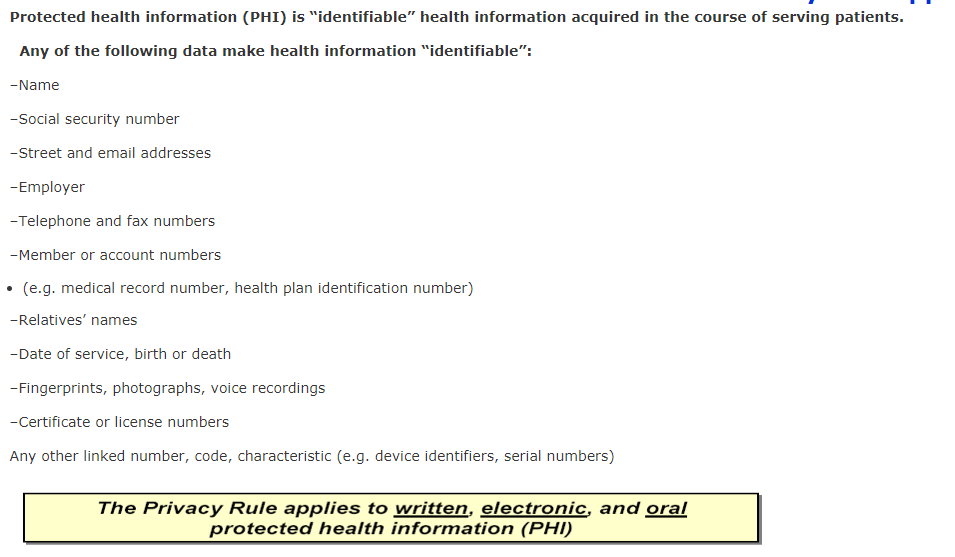 Protected health information (PHI) is “identifiable” health information acquired in the course of serving patients.
Any of the following data make health information “identifiable”:
–Name
–Social security number
–Street and email addresses
–Employer
–Telephone and fax numbers
–Member or account numbers
• (e.g. medical record number, health plan identification number)
–Relatives’ names
–Date of service, birth or death
–Fingerprints, photographs, voice recordings
–Certificate or license numbers
Any other linked number, code, characteristic (e.g. device identifiers, serial numbers)
The Privacy Rule applies to written, electronic, and oral
protected health information (PHI)